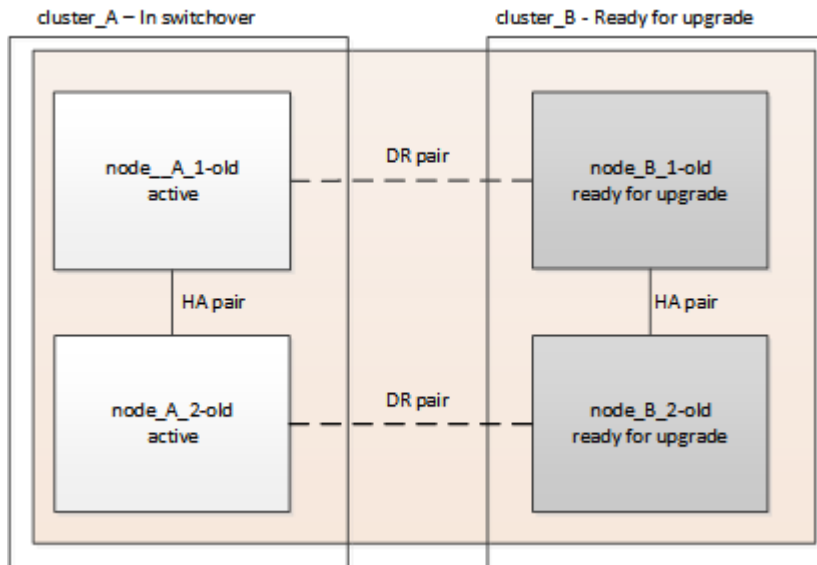 cluster_A – In switchover
cluster_B - Ready for upgrade
node__A_1-old
active
DR pair
node_B_1-old
ready for upgrade
HA pair
HA pair
node_A_2-old
active
DR pair
node_B_2-old
ready for upgrade